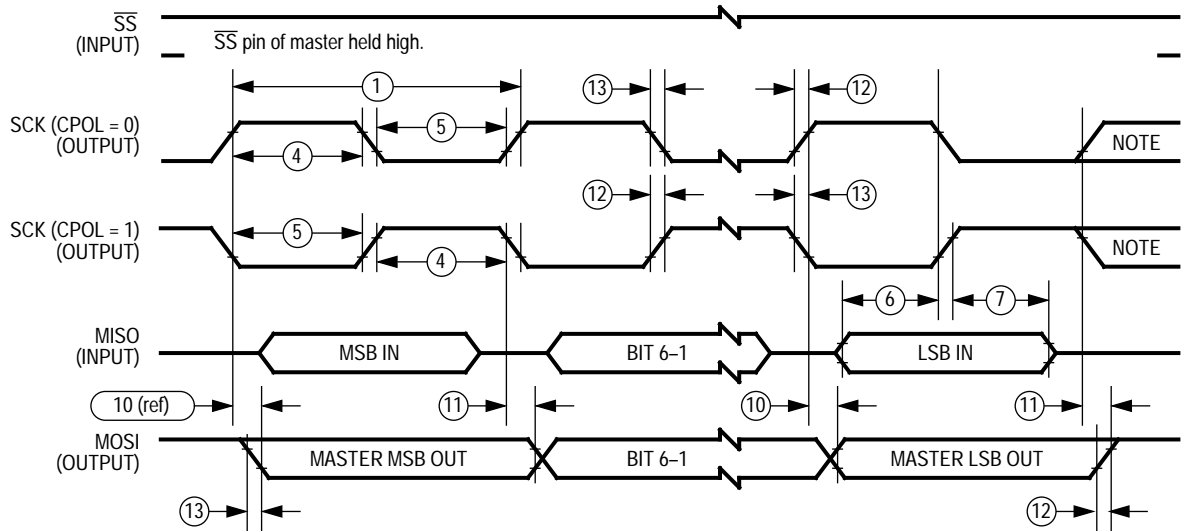 SS
(INPUT)
SS pin of master held high.
1
13
12
SCK (CPOL = 0)
(OUTPUT)
5
4
NOTE
12
13
SCK (CPOL = 1)
(OUTPUT)
5
4
NOTE
6
7
MISO
(INPUT)
MSB IN
BIT 6–1
LSB IN
10 (ref)
11
10
11
MOSI
(OUTPUT)
MASTER MSB OUT
BIT 6–1
MASTER LSB OUT
13
12